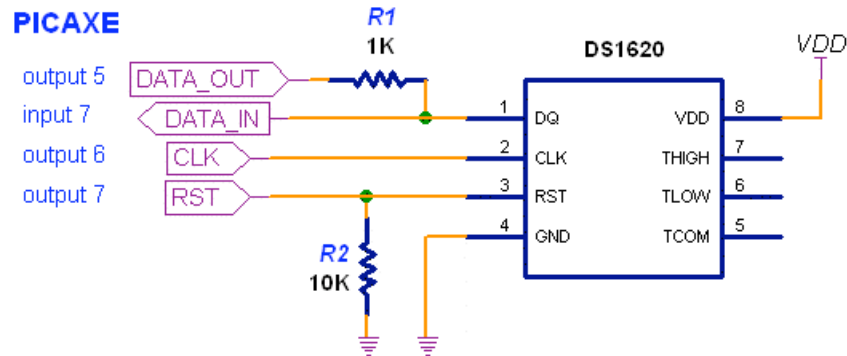 PICAXE
R1
1K
DS1620
VDD
output 5 DATA_OUT
input 7 DATA_IN 1 DQ VDD 8
output 6 CLK 2 CLK THIGH 7
output 7 RST 3 RST TLOW 6
4 GND TCOM 5
R2
10K